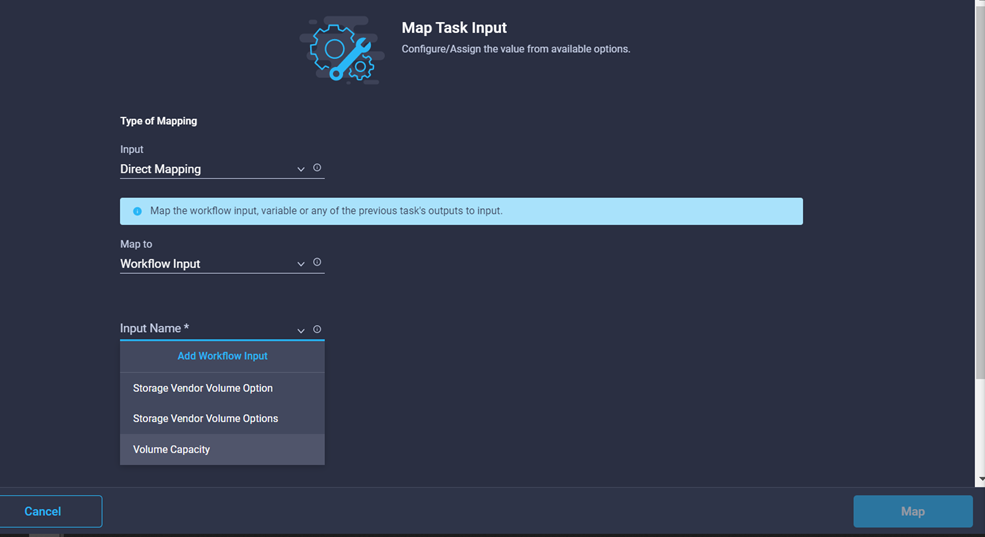 Map Task Input
Configure/Assign the value from available options.
Type of Mapping
Input
Direct Mapping
Map the workflow input, variable or any of the previous task's outputs to input.
Map to
Workflow Input
Input Name *
Add Workflow Input
Storage Vendor Volume Option
Storage Vendor Volume Options
Volume Capacity
Cancel
Map